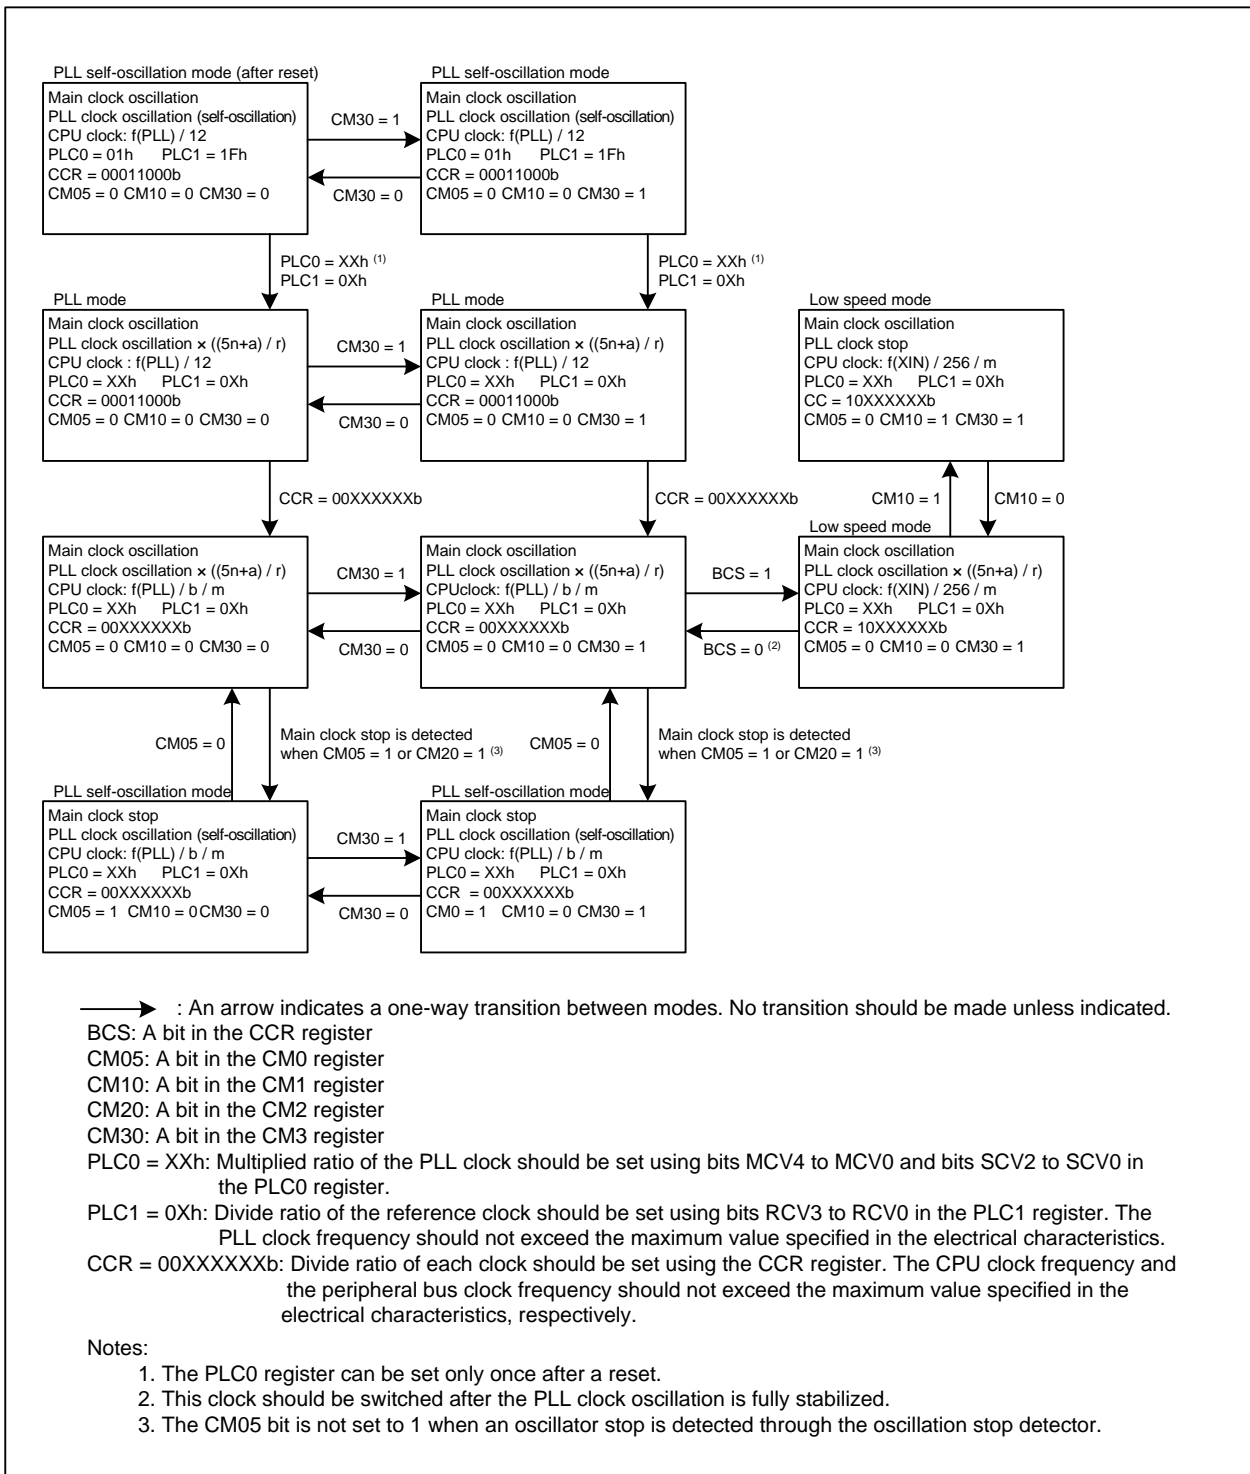 PLL self-oscillation mode (after reset)
Main clock oscillation
PLL clock oscillation (self-oscillation)
CPU clock: f(PLL) / 12
PLC0 = 01h PLC1 = 1Fh
CCR = 00011000b
CM05 = 0 CM10 = 0 CM30 = 0
CM30 = 1
CM30 = 0
PLL self-oscillation mode
Main clock oscillation
PLL clock oscillation (self-oscillation)
CPU clock: f(PLL) / 12
PLC0 = 01h PLC1 = 1Fh
CCR = 00011000b
CM05 = 0 CM10 = 0 CM30 = 1
PLC0 = XXh (1)
PLC1 = 0Xh
PLC0 = XXh (1)
PLC1 = 0Xh
PLL mode
Main clock oscillation
PLL clock oscillation × ((5n+a) / r)
CPU clock : f(PLL) / 12
PLC0 = XXh PLC1 = 0Xh
CCR = 00011000b
CM05 = 0 CM10 = 0 CM30 = 0
CM30 = 1
CM30 = 0
PLL mode
Main clock oscillation
PLL clock oscillation × ((5n+a) / r)
CPU clock : f(PLL) / 12
PLC0 = XXh PLC1 = 0Xh
CCR = 00011000b
CM05 = 0 CM10 = 0 CM30 = 1
Low speed mode
Main clock oscillation
PLL clock stop
CPU clock: f(XIN) / 256 / m
PLC0 = XXh PLC1 = 0Xh
CC = 10XXXXXXb
CM05 = 0 CM10 = 1 CM30 = 1
CCR = 00XXXXXXb
CCR = 00XXXXXXb
CM10 = 1
CM10 = 0
Main clock oscillation
PLL clock oscillation × ((5n+a) / r)
CPU clock: f(PLL) / b / m
PLC0 = XXh PLC1 = 0Xh
CCR = 00XXXXXXb
CM05 = 0 CM10 = 0 CM30 = 0
CM30 = 1
CM30 = 0
Main clock oscillation
PLL clock oscillation × ((5n+a) / r)
CPUclock: f(PLL) / b / m
PLC0 = XXh PLC1 = 0Xh
CCR = 00XXXXXXb
CM05 = 0 CM10 = 0 CM30 = 1
BCS = 1
BCS = 0 (2)
Low speed mode
Main clock oscillation
PLL clock oscillation × ((5n+a) / r)
CPU clock: f(XIN) / 256 / m
PLC0 = XXh PLC1 = 0Xh
CCR = 10XXXXXXb
CM05 = 0 CM10 = 0 CM30 = 1
CM05 = 0
Main clock stop is detected
when CM05 = 1 or CM20 = 1 (3)
CM05 = 0
Main clock stop is detected
when CM05 = 1 or CM20 = 1 (3)
PLL self-oscillation mode
Main clock stop
PLL clock oscillation (self-oscillation)
CPU clock: f(PLL) / b / m
PLC0 = XXh PLC1 = 0Xh
CCR = 00XXXXXXb
CM05 = 1 CM10 = 0 CM30 = 0
CM30 = 1
CM30 = 0
PLL self-oscillation mode
Main clock stop
PLL clock oscillation (self-oscillation)
CPU clock: f(PLL) / b / m
PLC0 = XXh PLC1 = 0Xh
CCR = 00XXXXXXb
CM0 = 1 CM10 = 0 CM30 = 1
: An arrow indicates a one-way transition between modes. No transition should be made unless indicated.
BCS: A bit in the CCR register
CM05: A bit in the CM0 register
CM10: A bit in the CM1 register
CM20: A bit in the CM2 register
CM30: A bit in the CM3 register
PLC0 = XXh: Multiplied ratio of the PLL clock should be set using bits MCV4 to MCV0 and bits SCV2 to SCV0 in
the PLC0 register.
PLC1 = 0Xh: Divide ratio of the reference clock should be set using bits RCV3 to RCV0 in the PLC1 register. The
PLL clock frequency should not exceed the maximum value specified in the electrical characteristics.
CCR = 00XXXXXXb: Divide ratio of each clock should be set using the CCR register. The CPU clock frequency and
the peripheral bus clock frequency should not exceed the maximum value specified in the
electrical characteristics, respectively.
Notes:
1. The PLC0 register can be set only once after a reset.
2. This clock should be switched after the PLL clock oscillation is fully stabilized.
3. The CM05 bit is not set to 1 when an oscillator stop is detected through the oscillation stop detector.